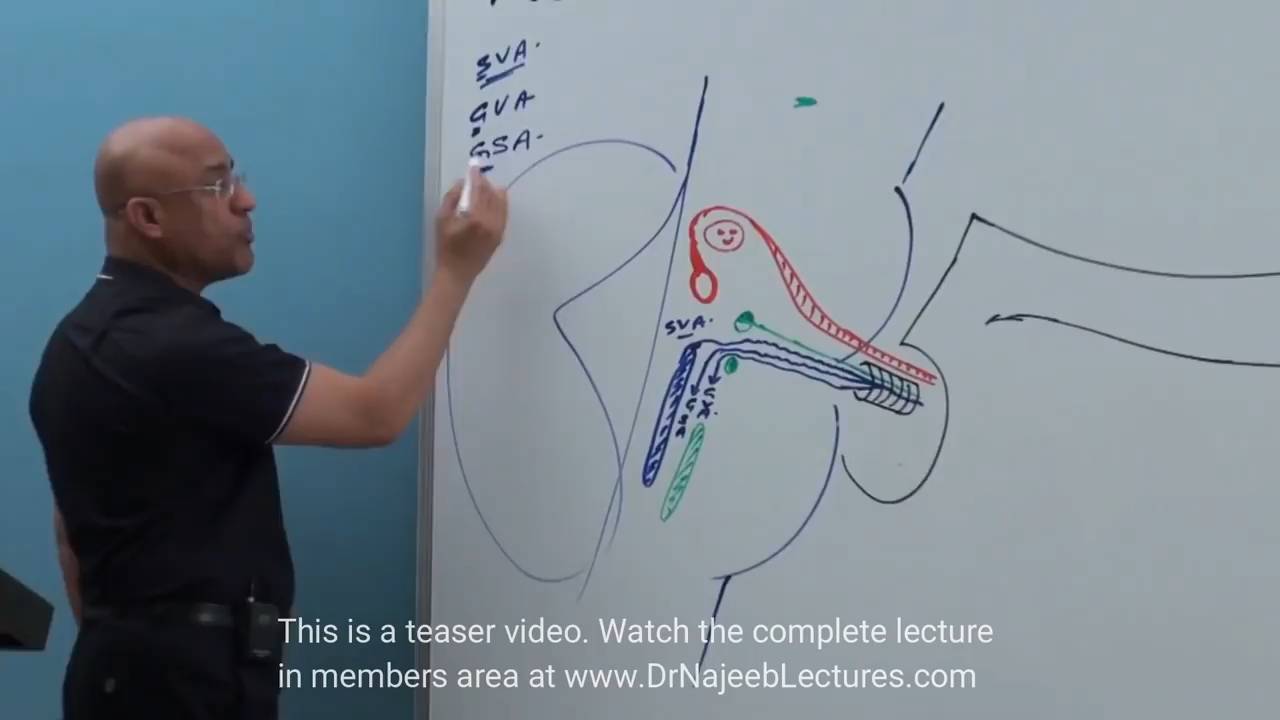 SVA.
GVA
GSA.
SVA.
This is a teaser video. Watch the complete lecture
in members area at www.DrNajeebLectures.com